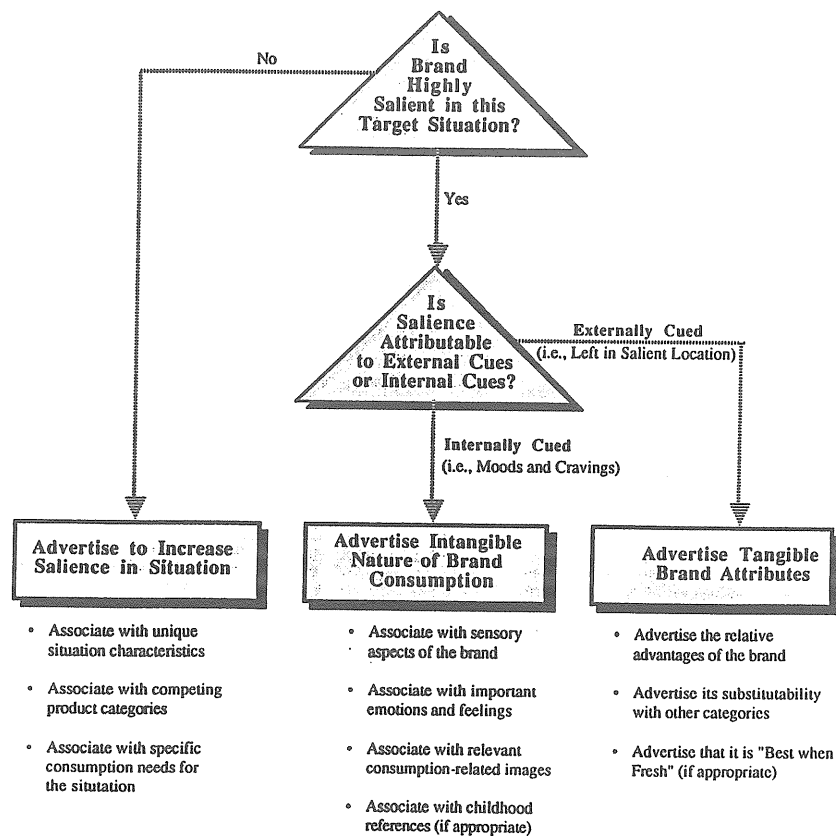 Is
Brand
Highly
Salient in this
Target Situation?
No
Yes
Is
Salience
Attributable
to External Cues
or Internal Cues?
Externally Cued
(i.e., Left in Salient Location)
Internally Cued
(i.e., Moods and Cravings)
Advertise to Increase
Salience in Situation
• Associate with unique
situation characteristics
• Associate with competing
product categories
• Associate with specific
consumption needs for
the situtation
Advertise Intangible
Nature of Brand
Consumption
• Associate with sensory
aspects of the brand
• Associate with important
emotions and feelings
• Associate with relevant
consumption-related images
• Associate with childhood
references (if appropriate)
Advertise Tangible
Brand Attributes
• Advertise the relative
advantages of the brand
• Advertise its substitutability
with other categories
• Advertise that it is "Best when
Fresh" (if appropriate)